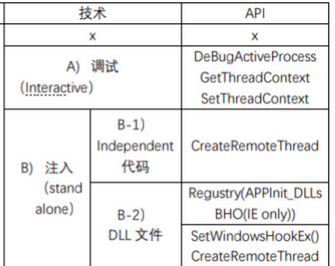 技术
API
x
x
A) 调试
(Interactive)
DeBugActiveProcess
GetThreadContext
SetThreadContext
B) 注入
(stand
alone)
B-1)
Independent
代码
CreateRemoteThread
B-2)
DLL 文件
Regustry(APPInit_DLLs
BHO(IE only))
SetWindowsHookEx()
CreateRemoteThread